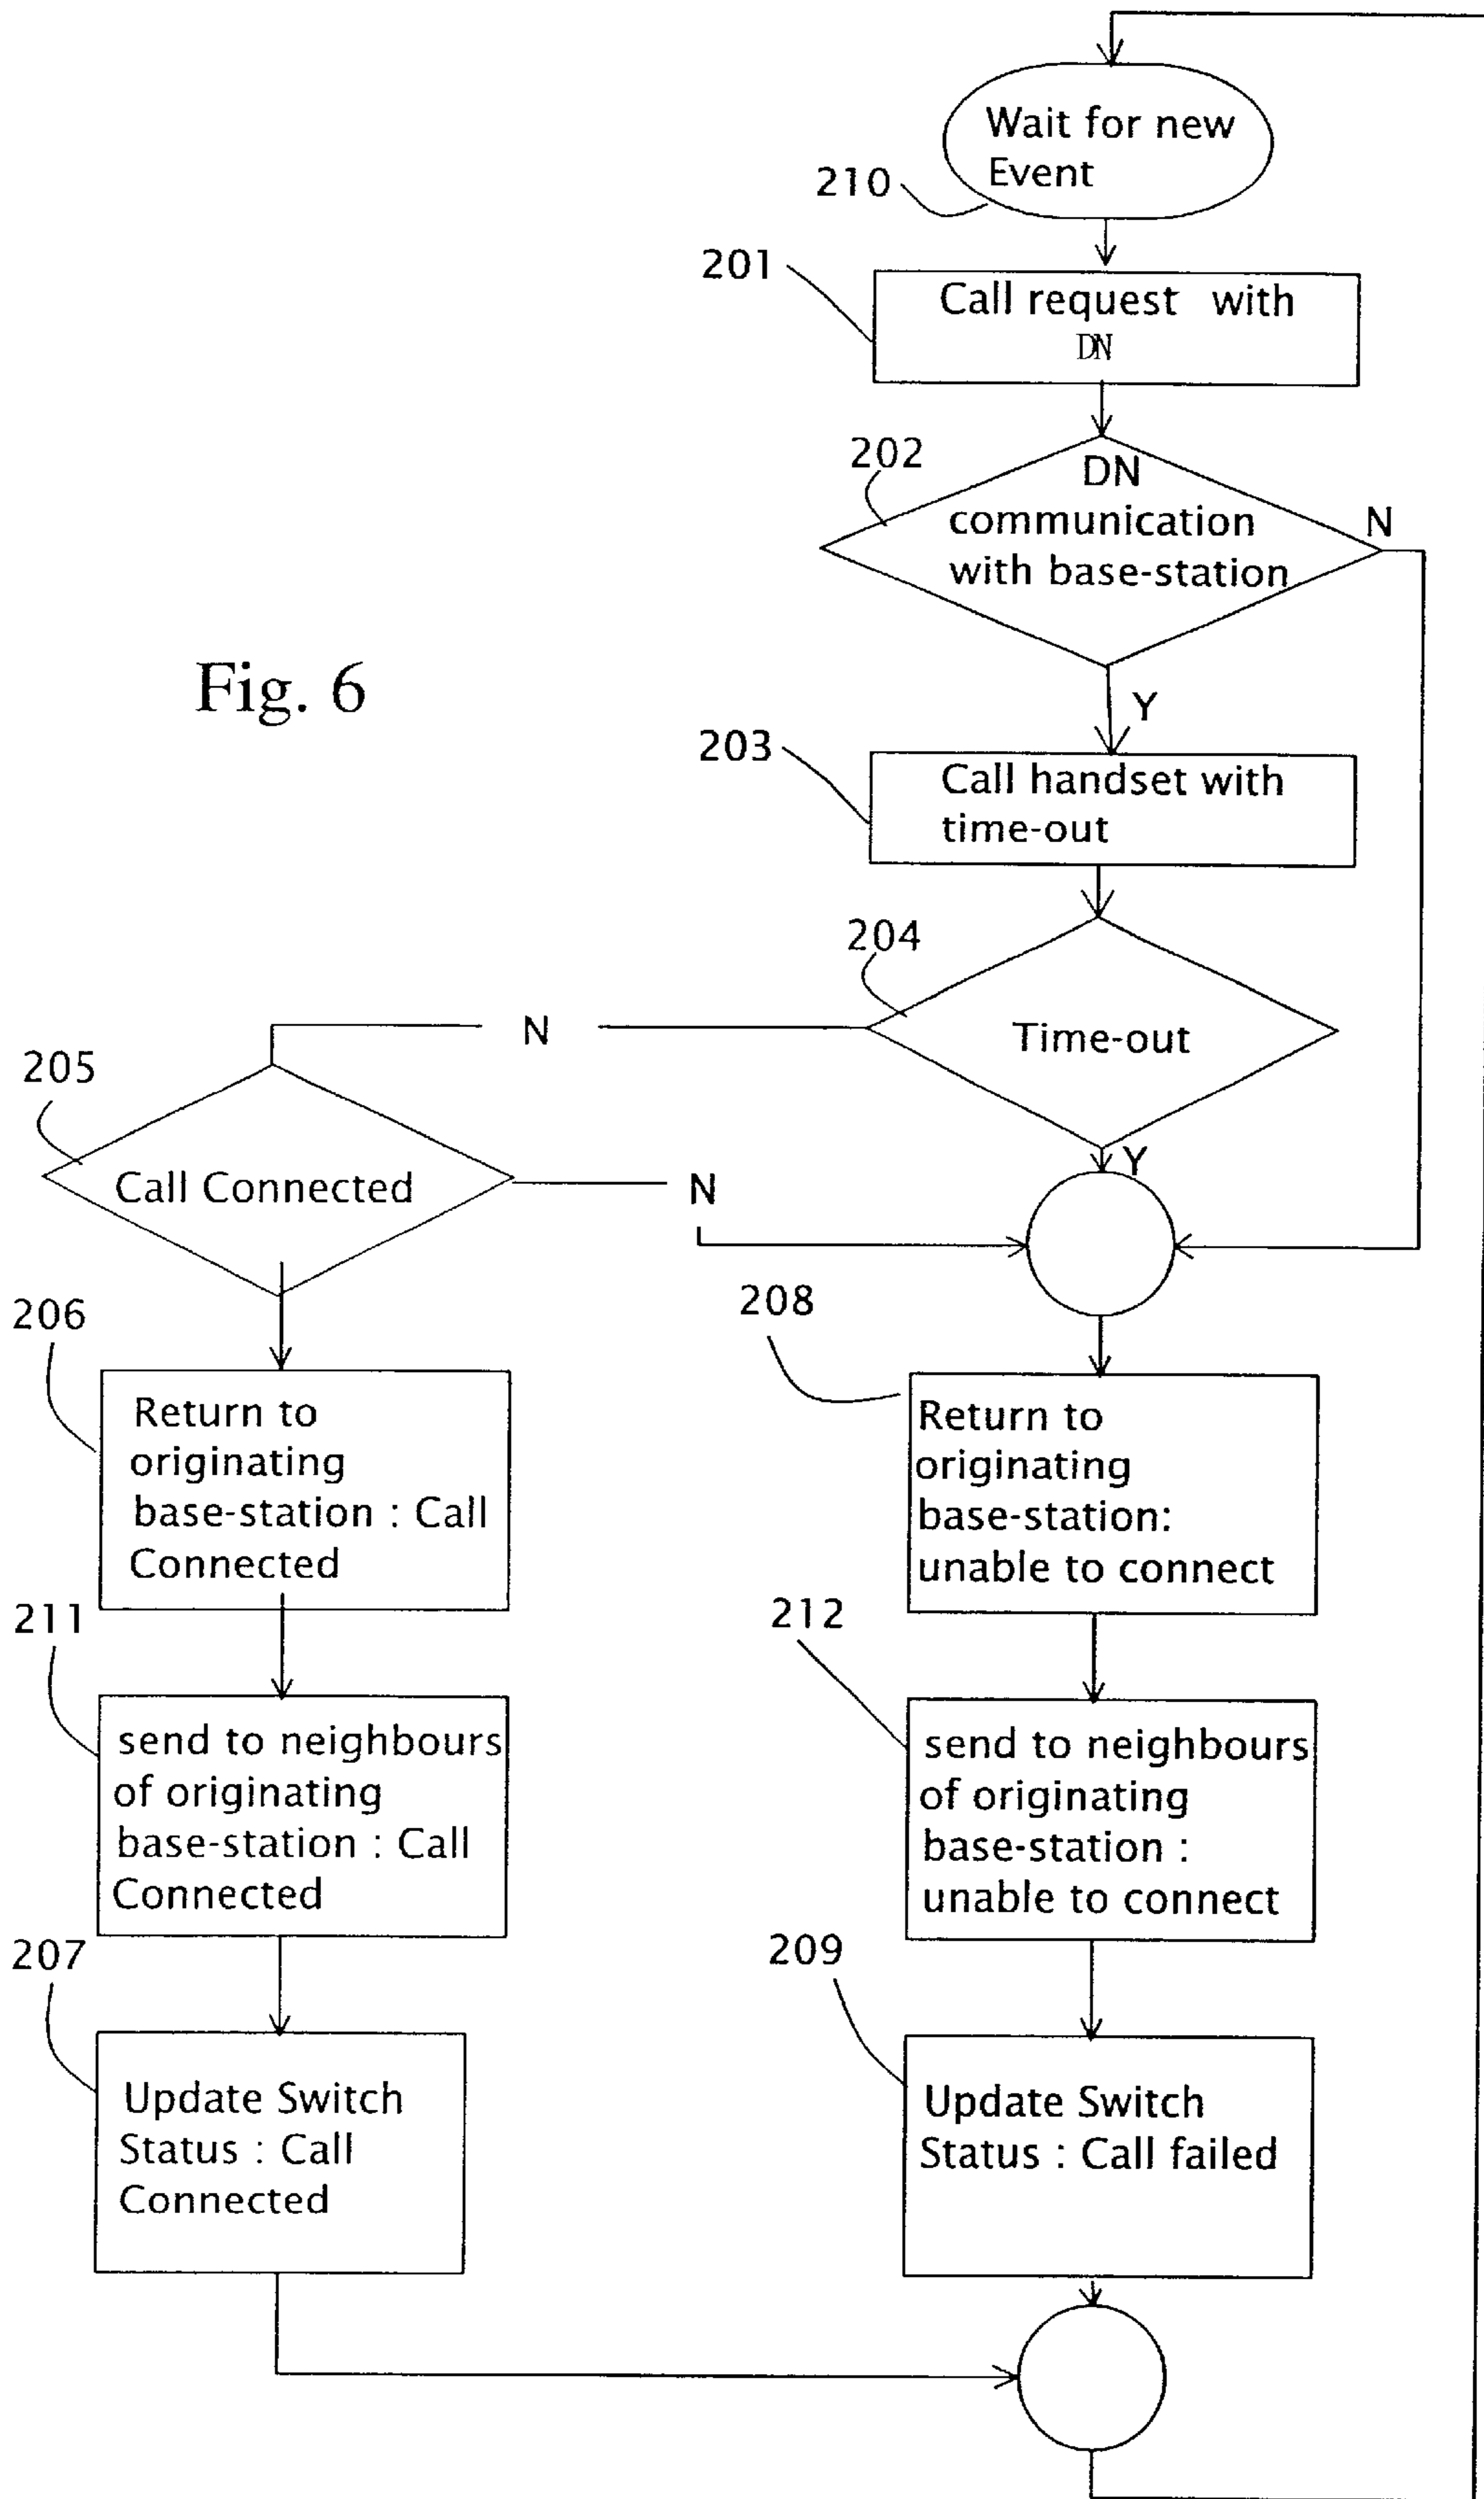 Wait for new
Event
210
201
Call request with
DN
202
DN
communication
with base-station
N
Fig. 6
Y
203
Call handset with
time-out
204
Time-out
N
205
Call Connected
N
Y
206
Return to
originating
base-station : Call
Connected
208
Return to
originating
base-station:
unable to connect
211
send to neighbours
of originating
base-station : Call
Connected
212
send to neighbours
of originating
base-station :
unable to connect
207
Update Switch
Status : Call
Connected
209
Update Switch
Status : Call failed